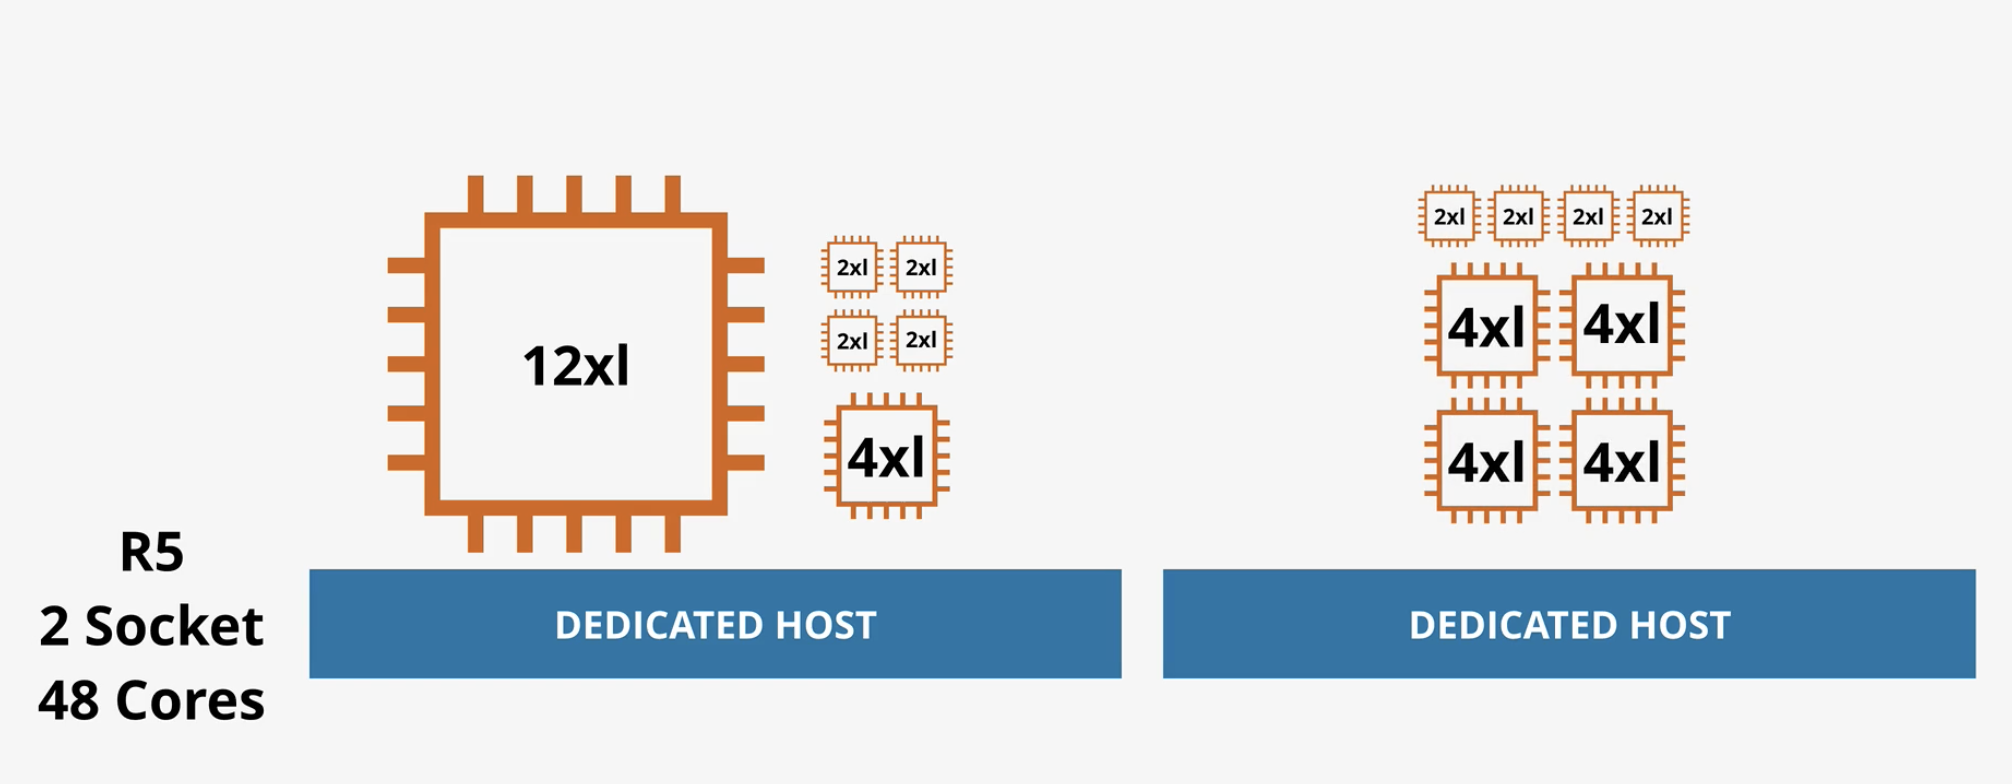 R5
2 Socket
48 Cores
12xl
2xl 2xl
2xl 2xl
4xl
DEDICATED HOST
2xl 2xl 2xl 2xl
4xl 4xl
4xl 4xl
DEDICATED HOST